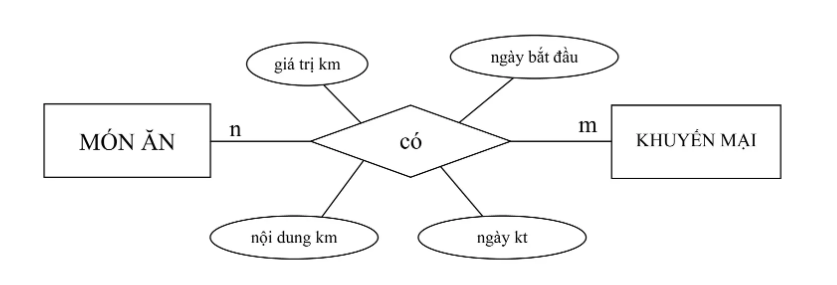 giá trị km
ngày bắt đầu
MÓN ĂN
n
có
m
KHUYẾN MẠI
nội dung km
ngày kt